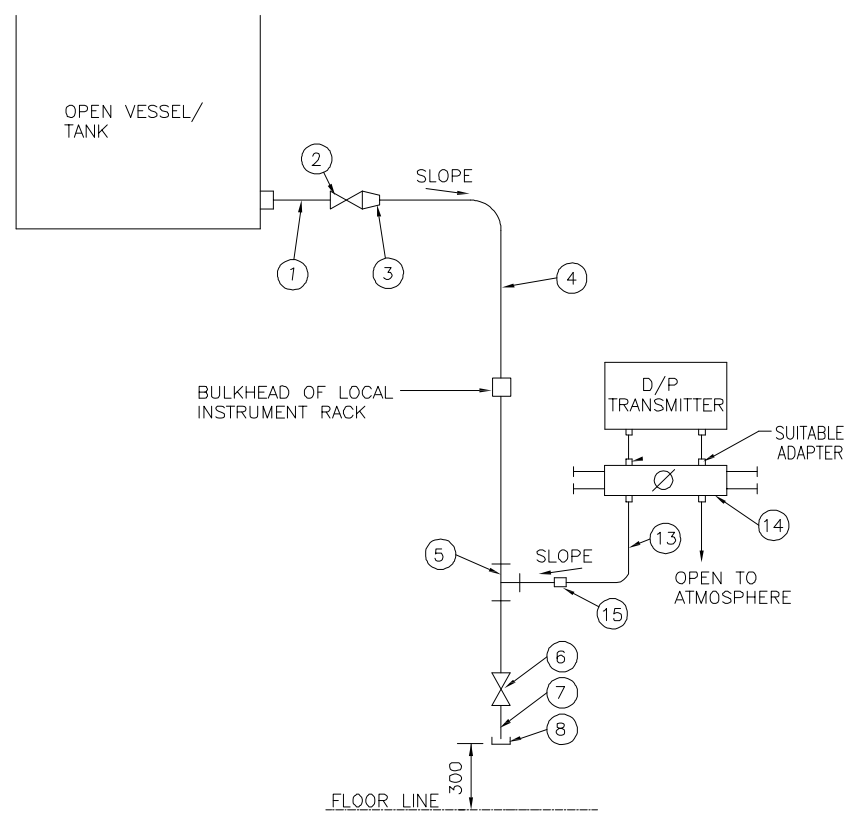 OPEN VESSEL/
TANK
2
SLOPE
1
3
4
BULKHEAD OF LOCAL
INSTRUMENT RACK
D/P
TRANSMITTER
SUITABLE
ADAPTER
14
13
5
SLOPE
OPEN TO
ATMOSPHERE
15
6
7
8
300
FLOOR LINE